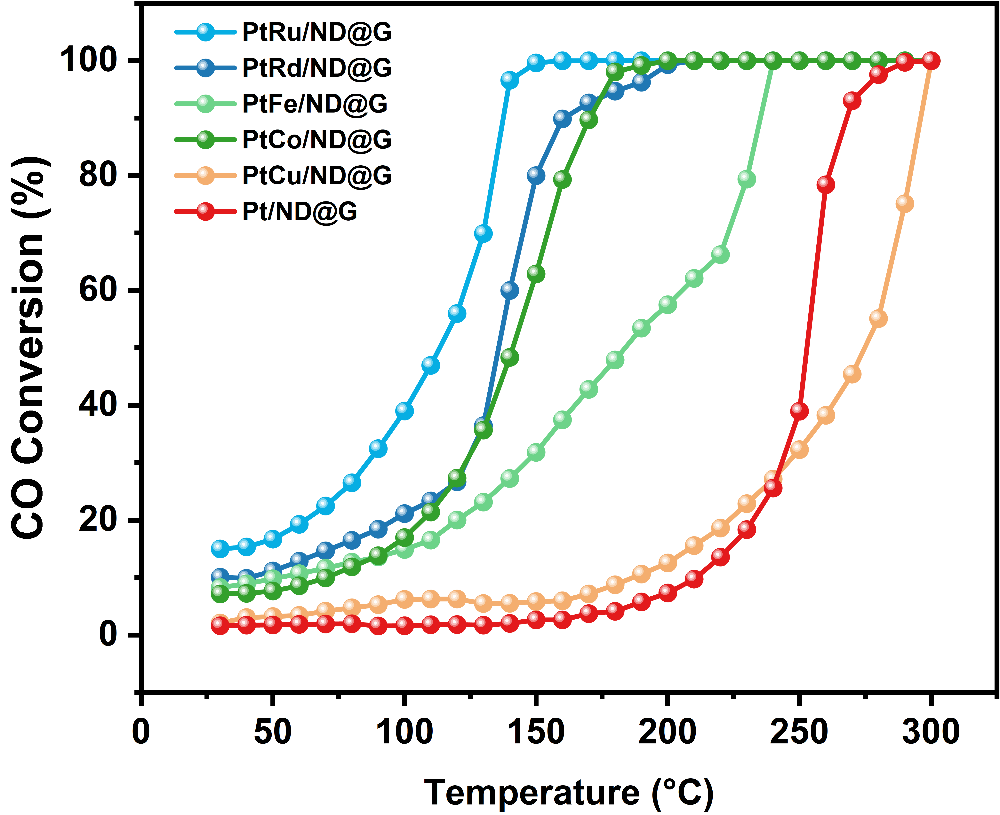 PtRu/ND@G
PtRd/ND@G
PtFe/ND@G
PtCo/ND@G
PtCu/ND@G
Pt/ND@G
CO Conversion (%)
100
80
60
40
20
0
0 50 100 150 200 250 300
Temperature (°C)